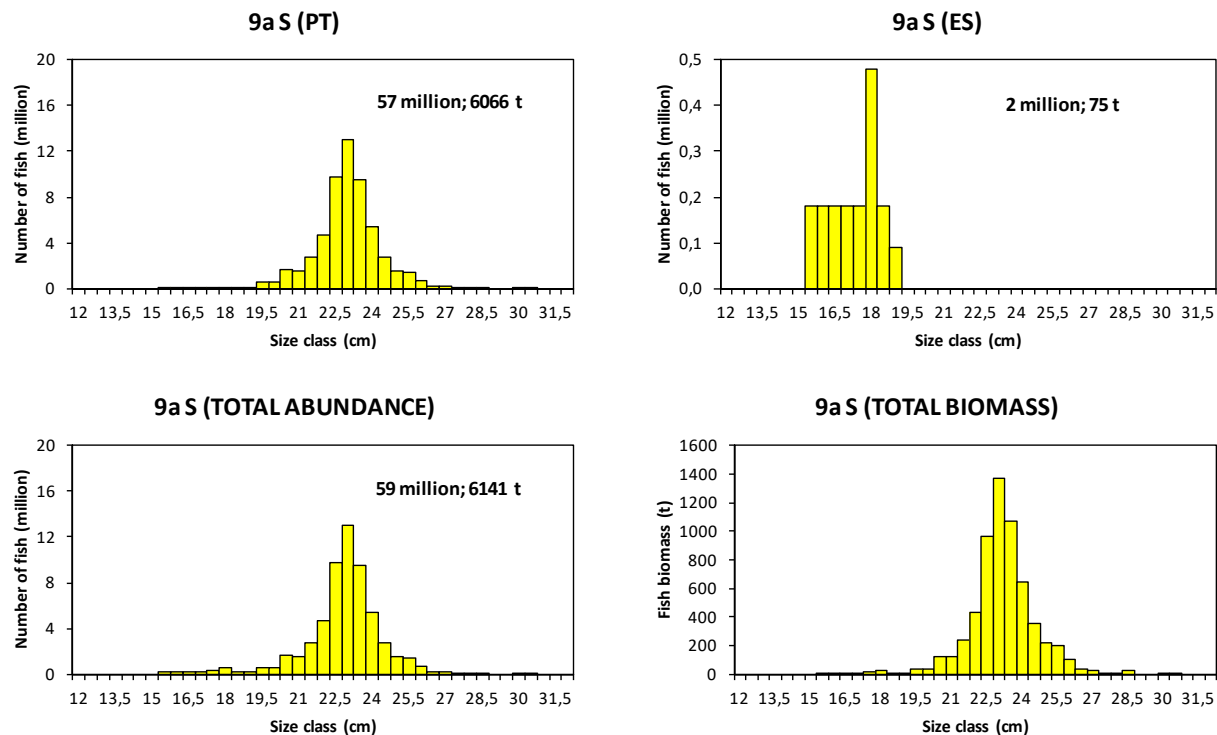 9a S (PT)
20
16
12
8
4
0
Number of fish (million)
57 million; 6066 t
12 13,5 15 16,5 18 19,5 21 22,5 24 25,5 27 28,5 30 31,5
Size class (cm)
9a S (ES)
0,5
0,4
0,3
0,2
0,1
0,0
Number of fish (million)
2 million; 75 t
12 13,5 15 16,5 18 19,5 21 22,5 24 25,5 27 28,5 30 31,5
Size class (cm)
9a S (TOTAL ABUNDANCE)
20
16
12
8
4
0
Number of fish (million)
59 million; 6141 t
12 13,5 15 16,5 18 19,5 21 22,5 24 25,5 27 28,5 30 31,5
Size class (cm)
9a S (TOTAL BIOMASS)
1600
1400
1200
1000
800
600
400
200
0
Fish biomass (t)
12 13,5 15 16,5 18 19,5 21 22,5 24 25,5 27 28,5 30 31,5
Size class (cm)